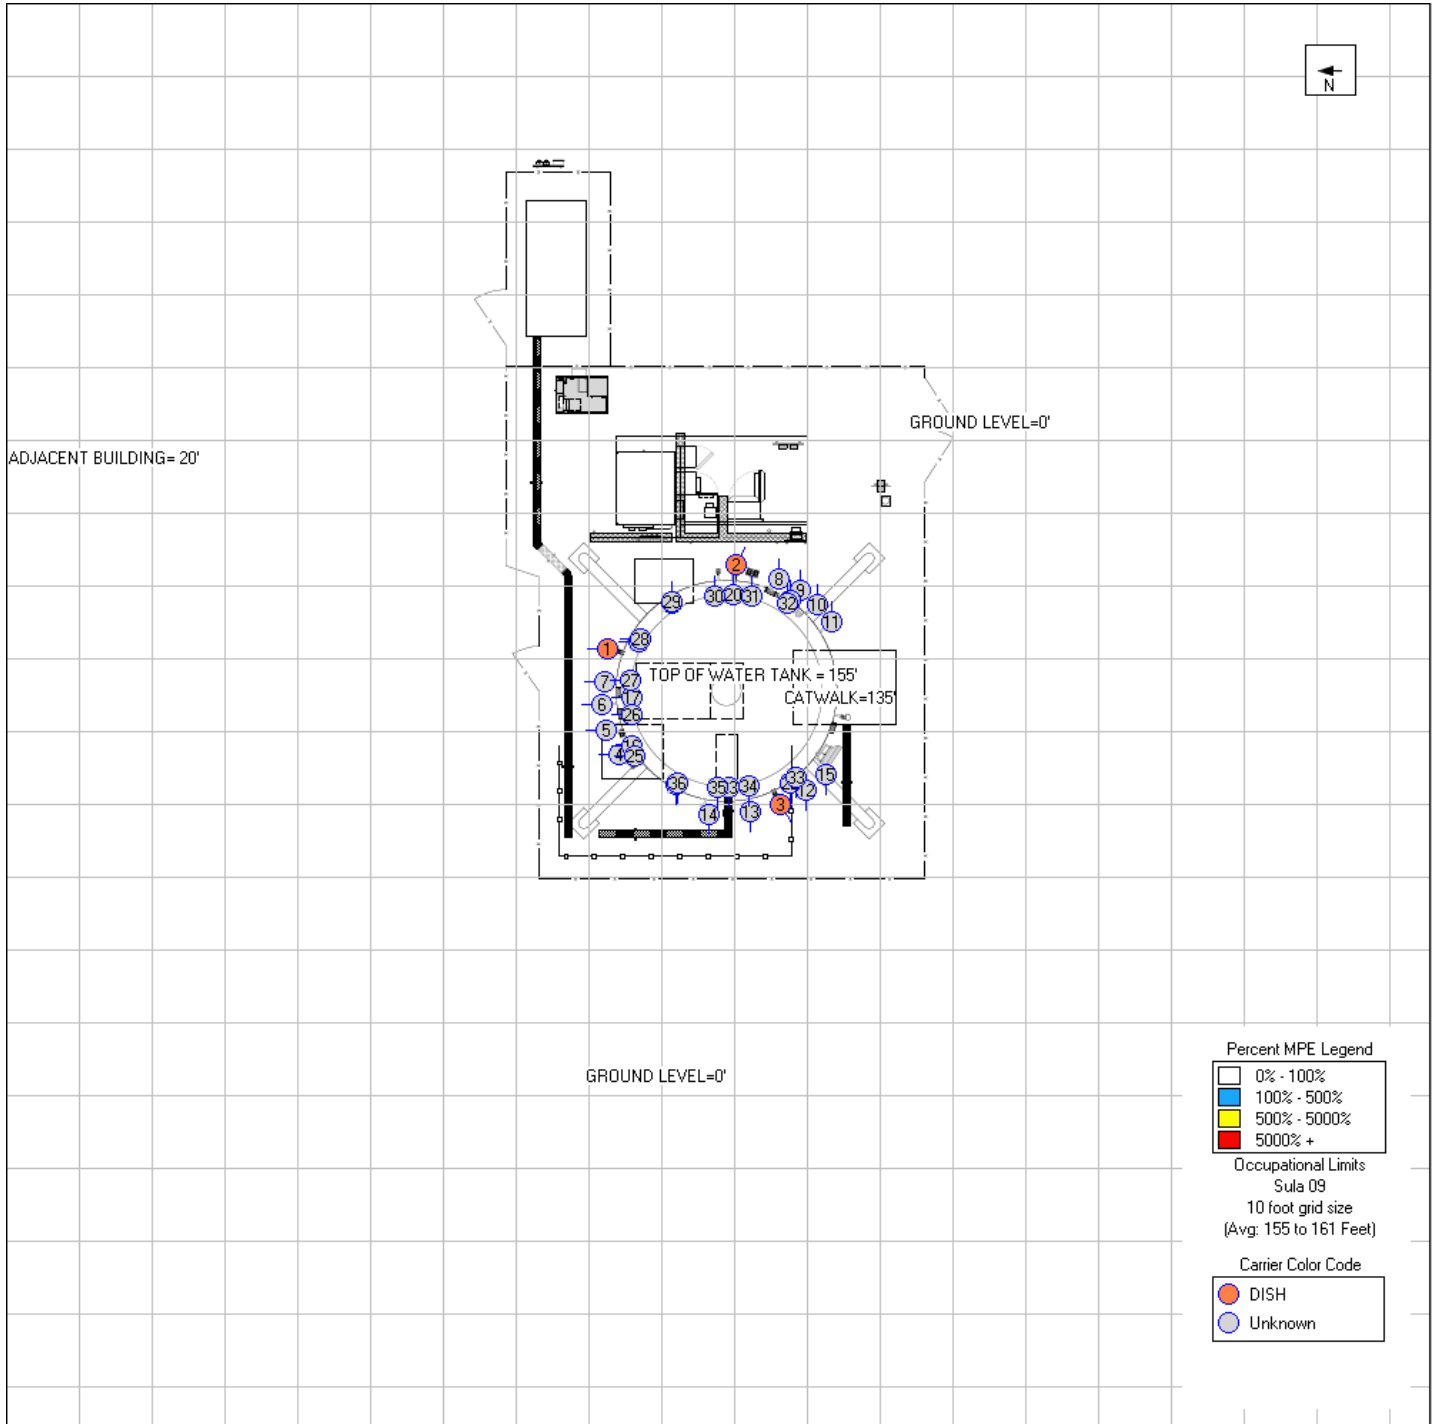 N
GROUND LEVEL=0'
ADJACENT BUILDING= 20'
2
8
9
29
30
20
31
32
10
11
28
1
TOP OF WATER TANK = 155'
7
27
CATWALK=135'
17
6
26
5
16
4
25
15
33
36
35
34
12
3
14
13
GROUND LEVEL=0'
Percent MPE Legend
0% - 100%
100% - 500%
500% - 5000%
5000% +
Occupational Limits
Sula 09
10 foot grid size
(Avg: 155 to 161 Feet)
Carrier Color Code
DISH
Unknown